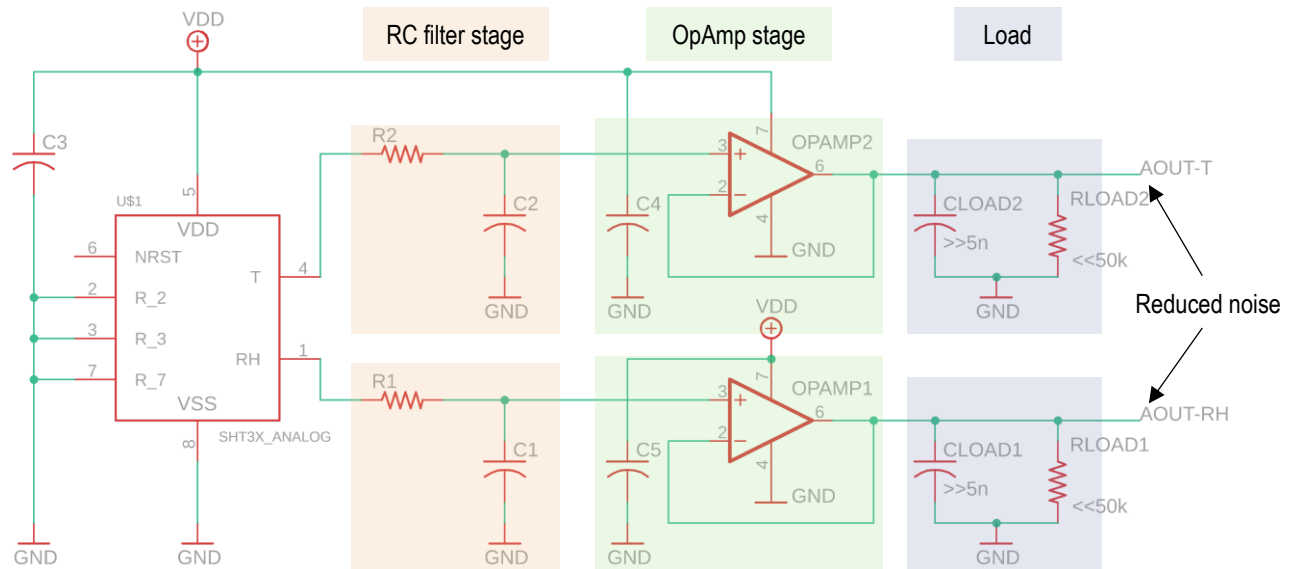 VDD
RC filter stage
OpAmp stage
Load
C3
R2
7
OPAMP2
3
+
6
AOUT-T
2
−
5
U$1
VDD
C2
C4
4
CLOAD2
RLOAD2
6
NRST
T
4
GND
>>5n
<<50k
2
R_2
GND
GND
VDD
GND
Reduced noise
3
R_3
RH
1
7
R_7
R1
7
OPAMP1
3
+
6
AOUT-RH
VSS
2
−
8
SHT3X_ANALOG
C1
C5
4
CLOAD1
RLOAD1
GND
>>5n
<<50k
GND
GND
GND
GND
GND